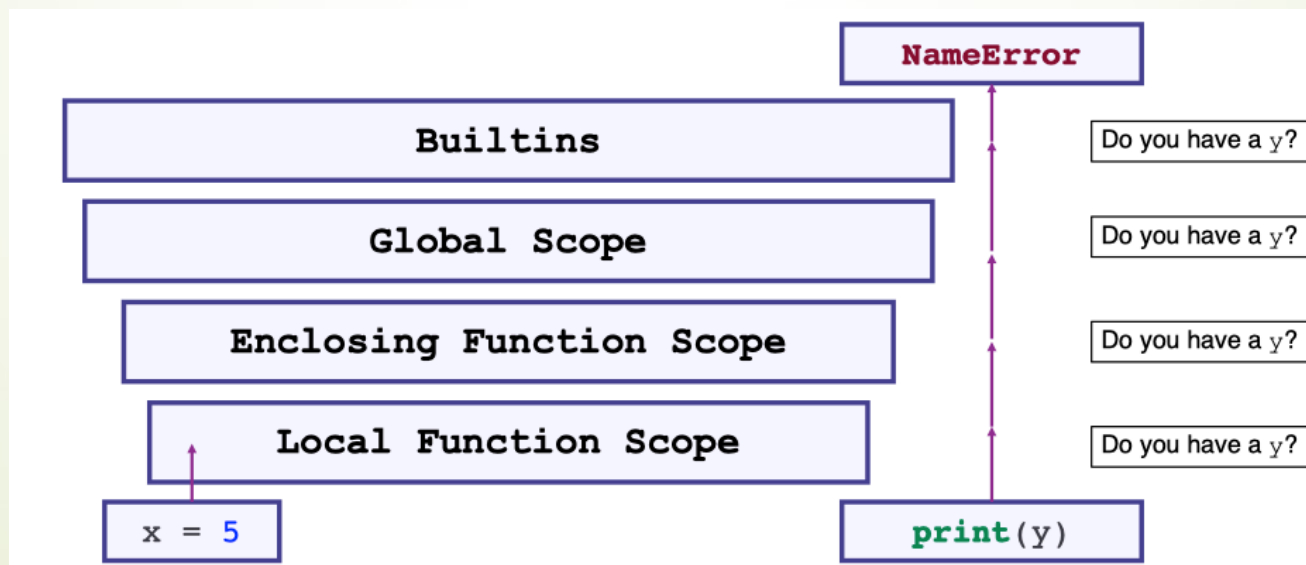 NameError
Builtins
Do you have a y?
Global Scope
Do you have a y?
Enclosing Function Scope
Do you have a y?
Local Function Scope
Do you have a y?
x = 5
print(y)